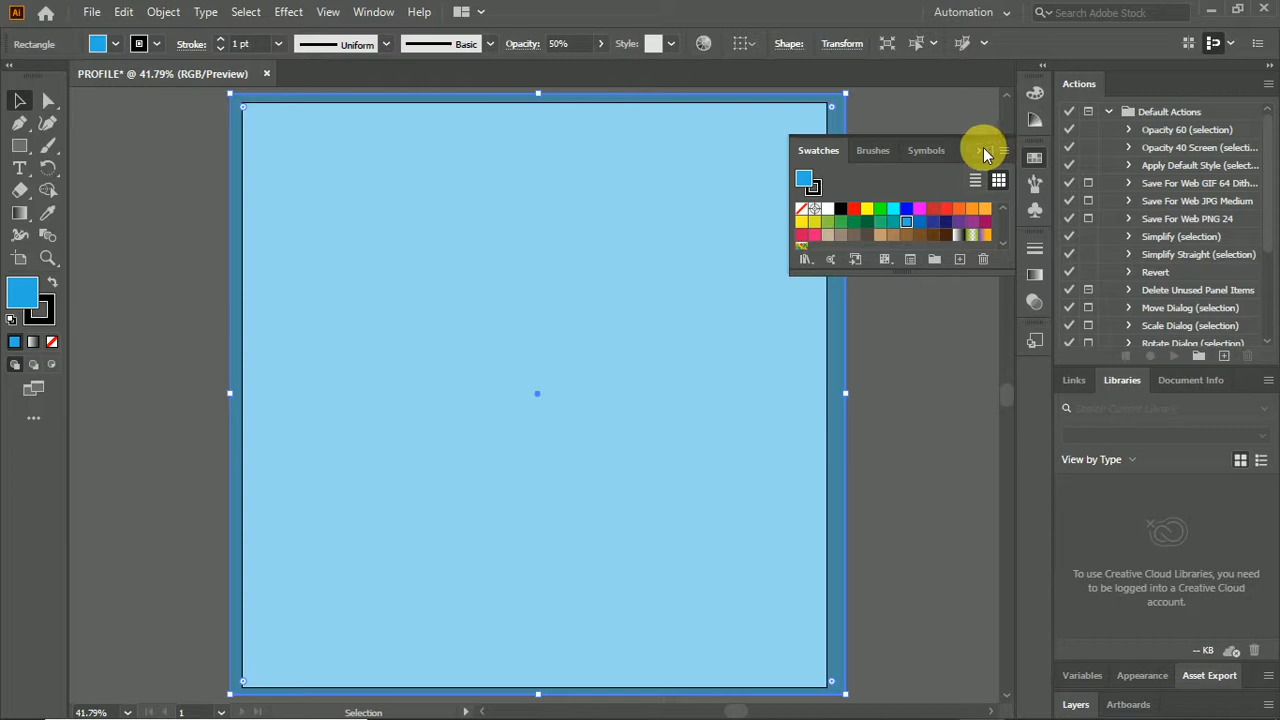 Ai File Edit Object Type Select Effect View Window Help Automation Search Adobe Stock
Rectangle Stroke: 1 pt Uniform Basic Opacity: 50% Style: Shape: Transform
PROFILE* @ 41.79% (RGB/Preview)
Actions
Default Actions
Opacity 60 (selection)
Opacity 40 Screen (selecti...
Apply Default Style (selecti...
Save For Web GIF 64 Dith...
Save For Web JPG Medium
Save For Web PNG 24
Simplify (selection)
Simplify Straight (selection)
Revert
Delete Unused Panel Items
Move Dialog (selection)
Scale Dialog (selection)
Rotate Dialog (selection)
Swatches Brushes Symbols
Links Libraries Document Info
Search Current Library
View by Type
To use Creative Cloud Libraries, you need
to be logged into a Creative Cloud
account.
-- KB
Variables Appearance Asset Export
Layers Artboards
41.79% 1 Selection